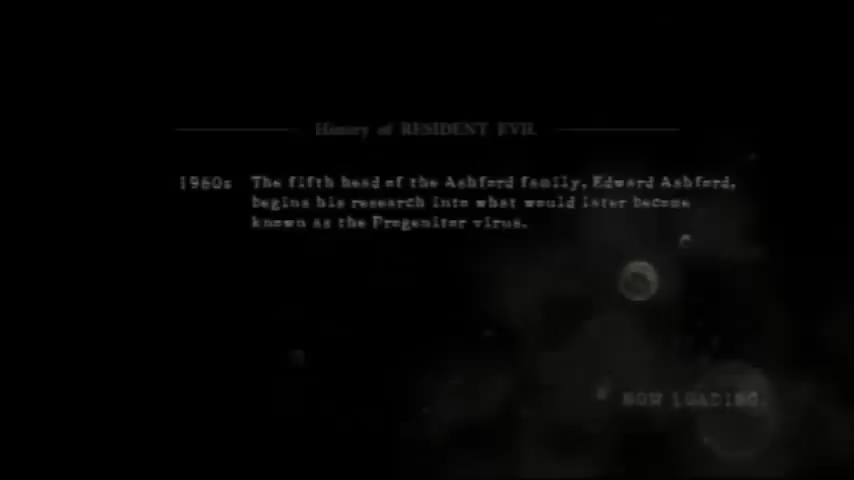 History of RESIDENT EVIL
1960s The fifth head of the Ashford family, Edward Ashford,
begins his research into what would later become
known as the Progenitor virus.
NOW LOADING